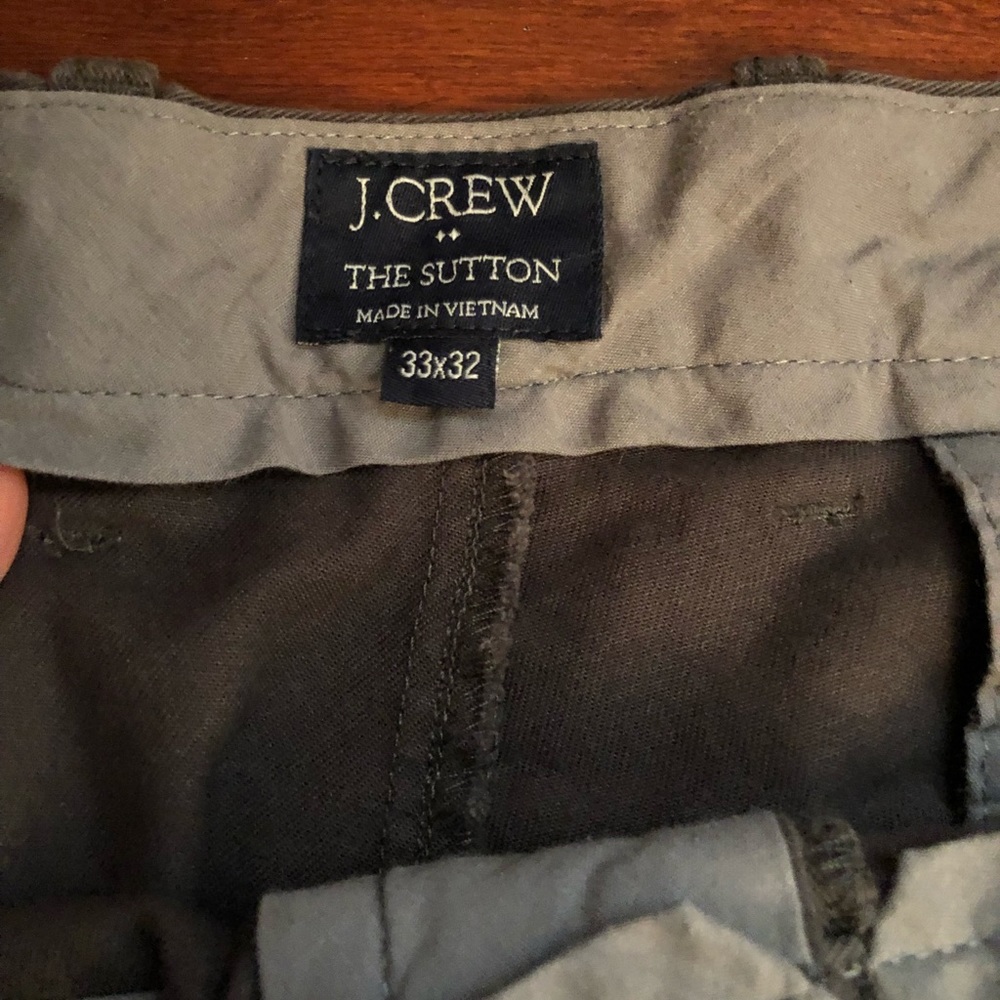 J.CREW
THE SUTTON
MADE IN VIETNAM
33x32